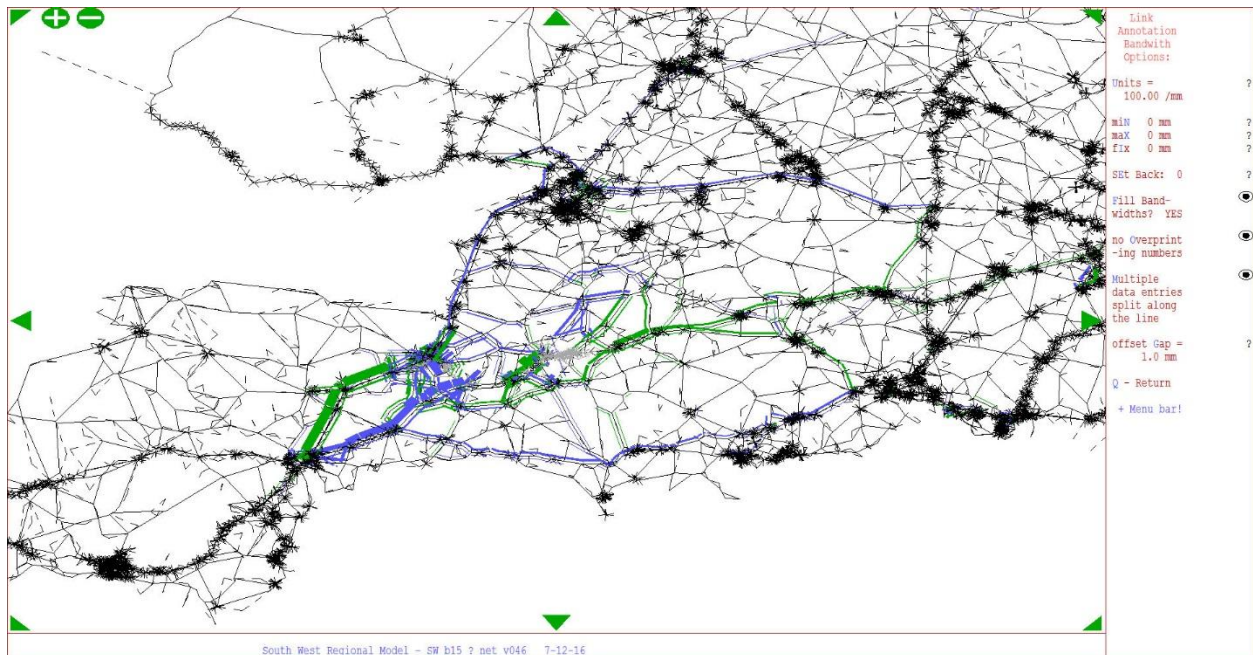 Link
Annotation
Bandwith
Options:
Units = ?
100.00 /mm
miN 0 mm ?
maX 0 mm ?
fIx 0 mm ?
SEt Back: 0 ?
Fill Band-
widths? YES
no Overprint
-ing numbers
Multiple
data entries
split along
the line
offset Gap = ?
1.0 mm
Q - Return
+ Menu bar!
South West Regional Model - SW b15 ? net v046 7-12-16